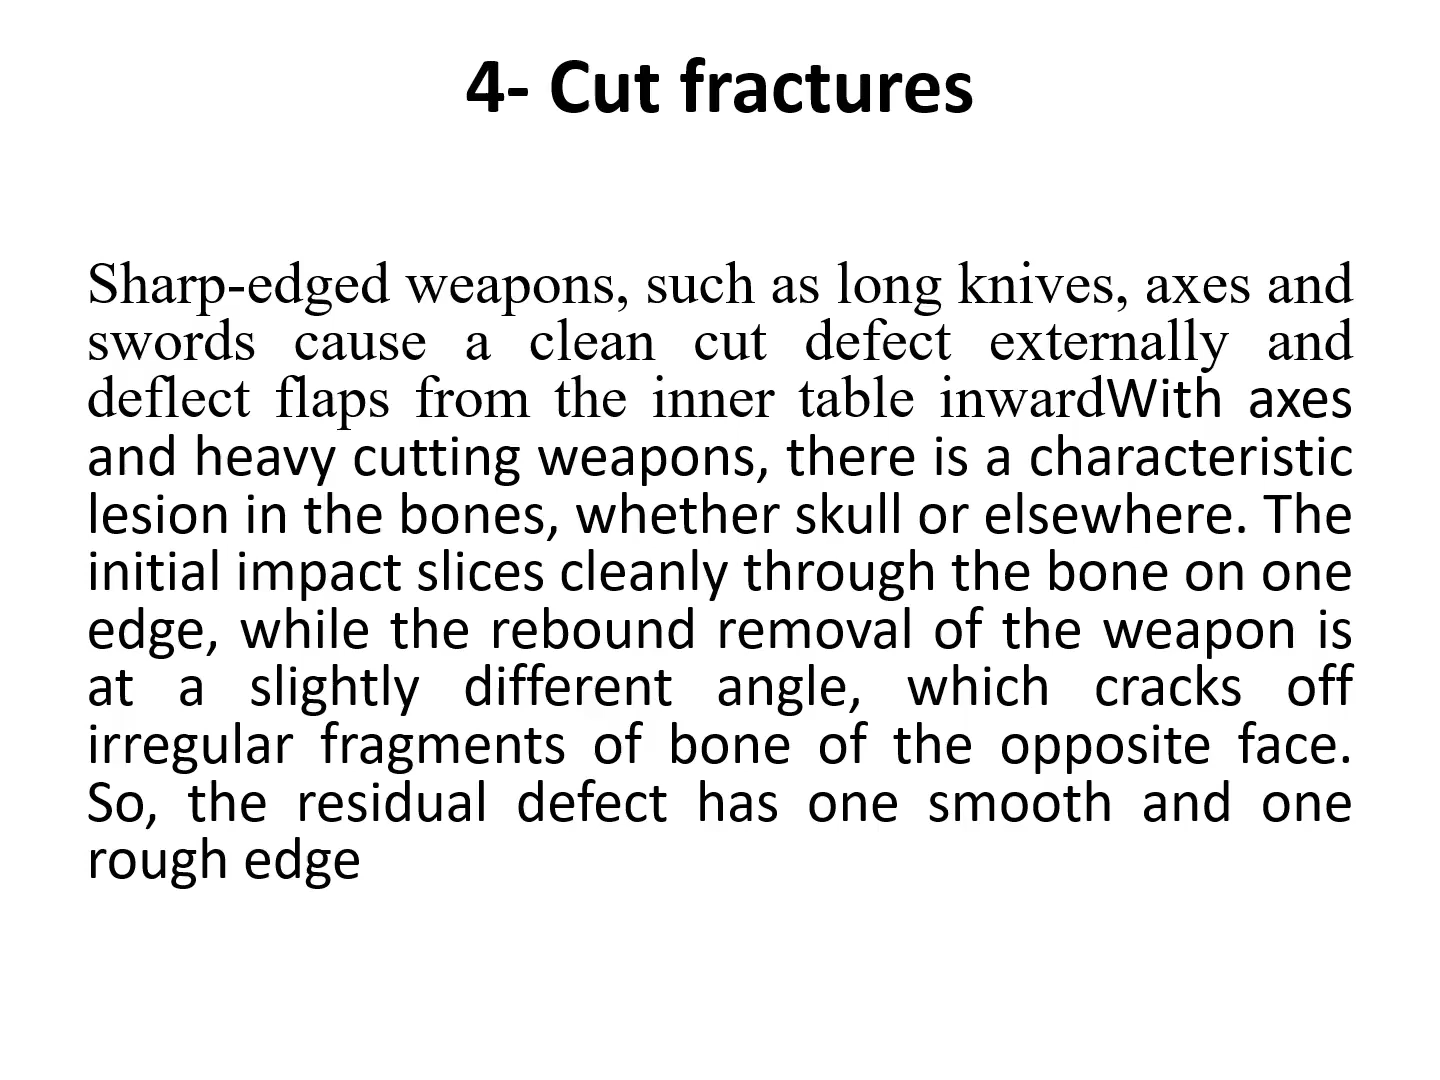 4- Cut fractures
Sharp-edged weapons, such as long knives, axes and
swords cause a clean cut defect externally and
deflect flaps from the inner table inwardWith axes
and heavy cutting weapons, there is a characteristic
lesion in the bones, whether skull or elsewhere. The
initial impact slices cleanly through the bone on one
edge, while the rebound removal of the weapon is
at a slightly different angle, which cracks off
irregular fragments of bone of the opposite face.
So, the residual defect has one smooth and one
rough edge